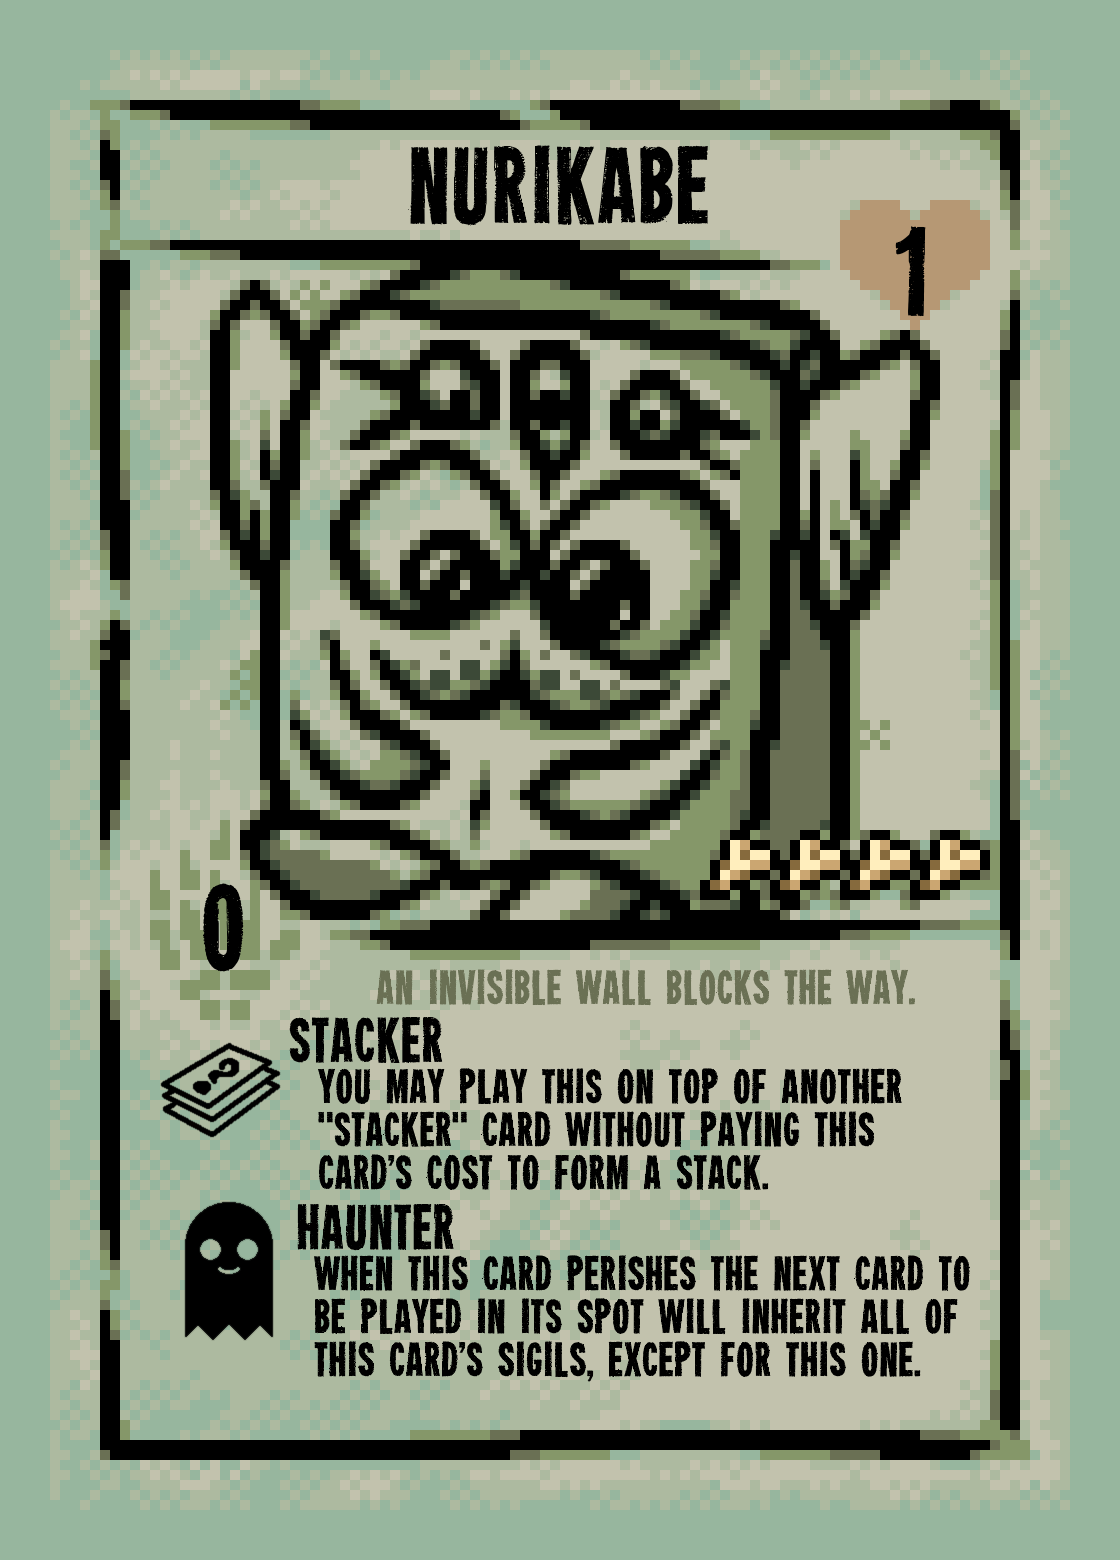 NURIKABE
1
0
AN INVISIBLE WALL BLOCKS THE WAY.
STACKER
YOU MAY PLAY THIS ON TOP OF ANOTHER
"STACKER" CARD WITHOUT PAYING THIS
CARD'S COST TO FORM A STACK.
HAUNTER
WHEN THIS CARD PERISHES THE NEXT CARD TO
BE PLAYED IN ITS SPOT WILL INHERIT ALL OF
THIS CARD'S SIGILS, EXCEPT FOR THIS ONE.